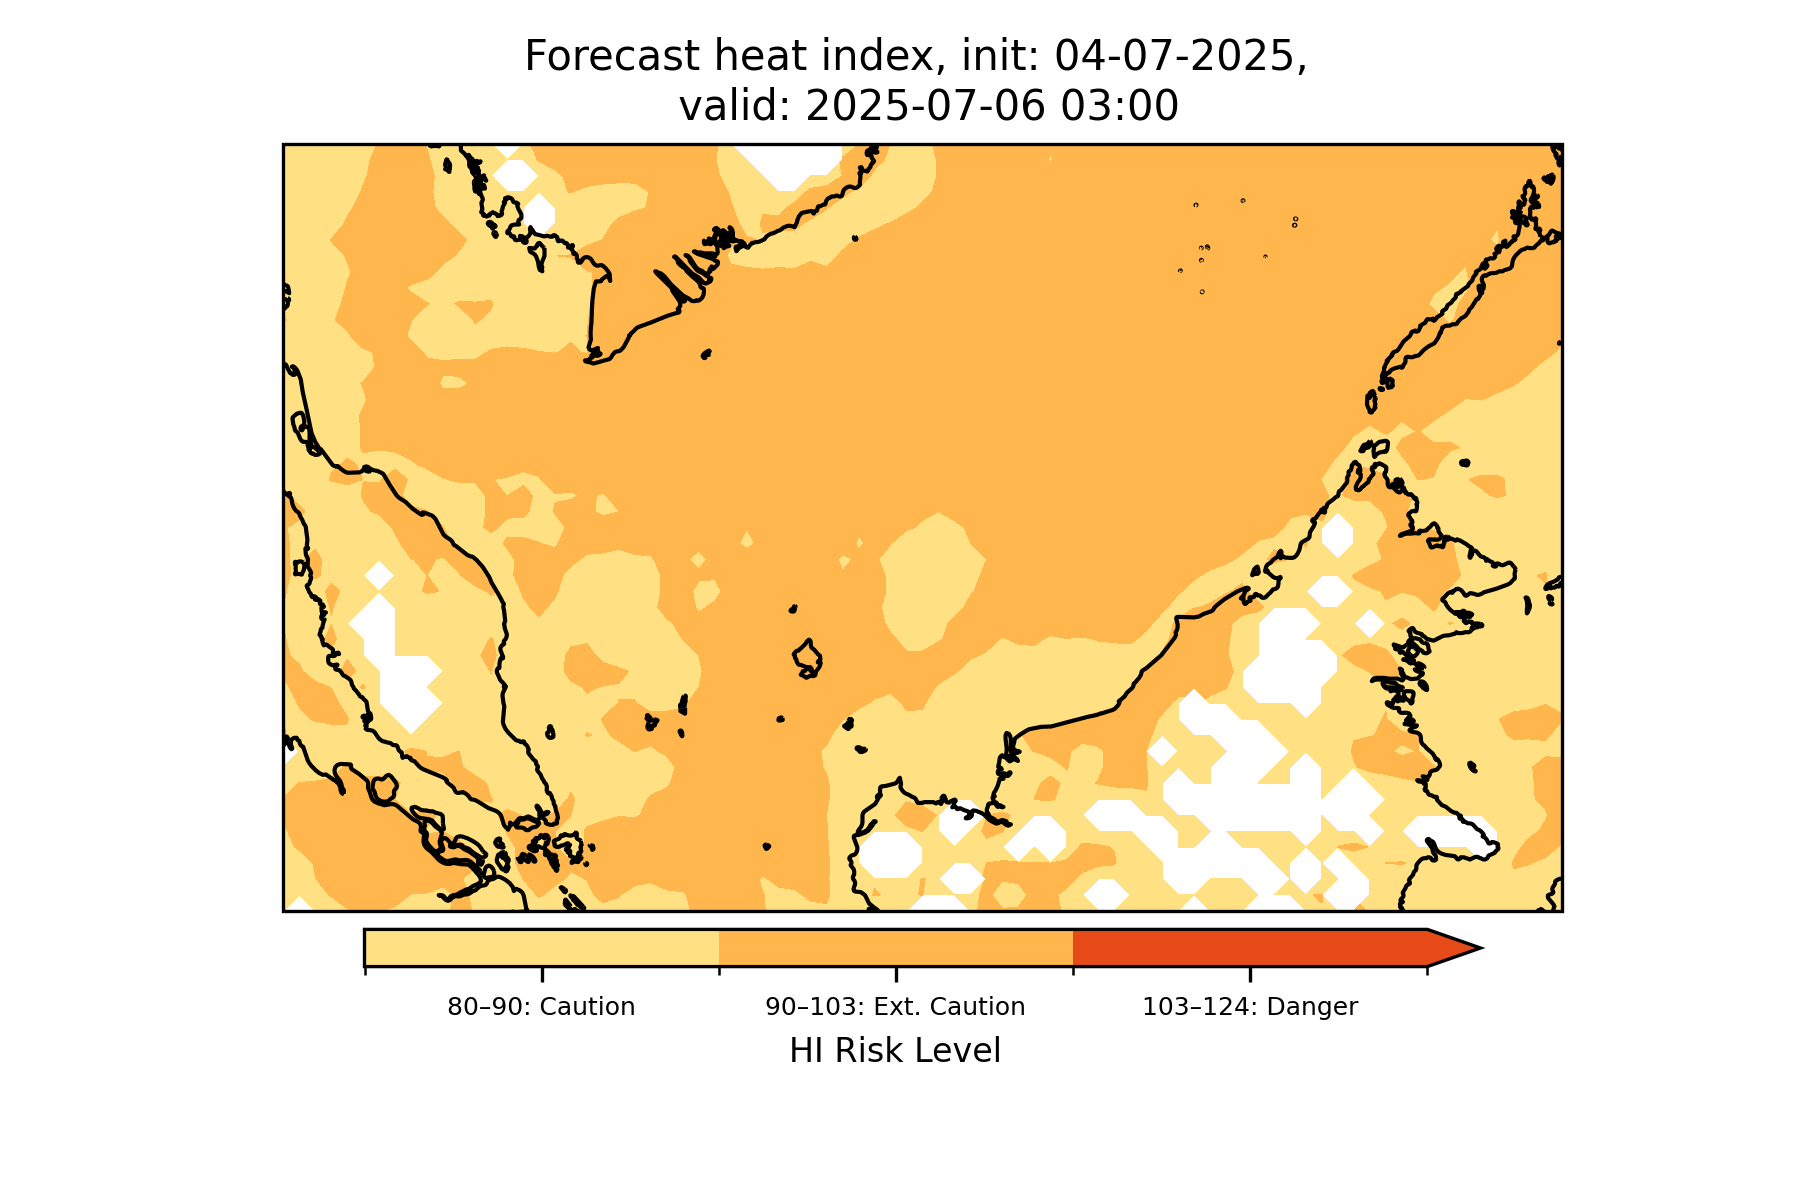 Forecast heat index, init: 04-07-2025,
valid: 2025-07-06 03:00
80–90: Caution
90–103: Ext. Caution
103–124: Danger
HI Risk Level